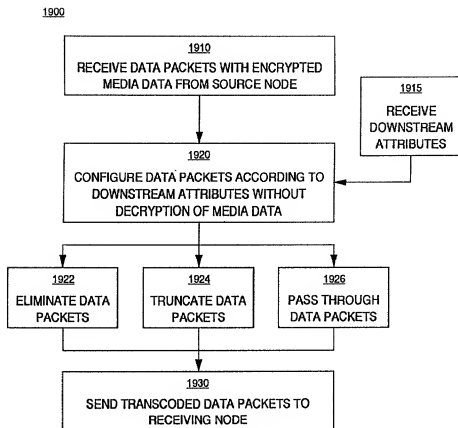 1900
1910
RECEIVE DATA PACKETS WITH ENCRYPTED
MEDIA DATA FROM SOURCE NODE
1915
RECEIVE
DOWNSTREAM
ATTRIBUTES
1920
CONFIGURE DATA PACKETS ACCORDING TO
DOWNSTREAM ATTRIBUTES WITHOUT
DECRYPTION OF MEDIA DATA
1922
ELIMINATE DATA
PACKETS
1924
TRUNCATE DATA
PACKETS
1926
PASS THROUGH
DATA PACKETS
1930
SEND TRANSCODED DATA PACKETS TO
RECEIVING NODE